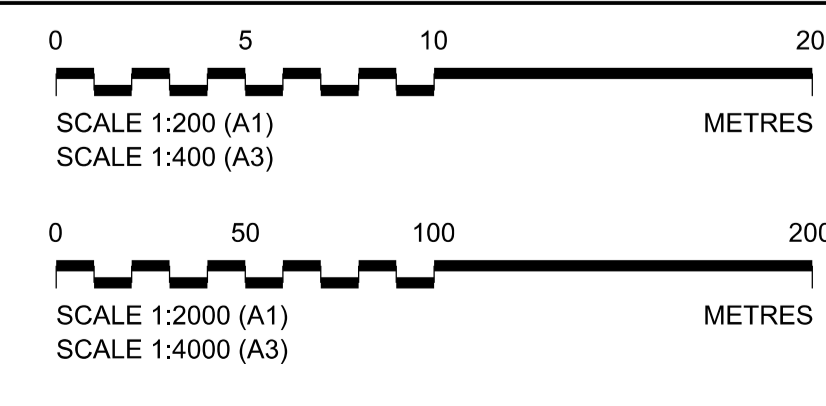 0 5 10 20
SCALE 1:200 (A1) METRES
SCALE 1:400 (A3)
0 50 100 200
SCALE 1:2000 (A1) METRES
SCALE 1:4000 (A3)